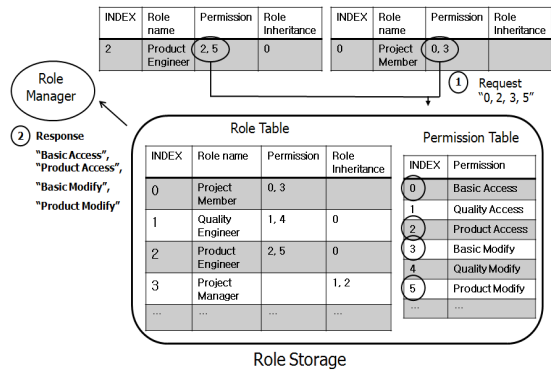 INDEX Role name Permission Role Inheritance
2 Product Engineer 2, 5 0
INDEX Role name Permission Role Inheritance
0 Project Member 0, 3
Role Manager
1 Request
"0, 2, 3, 5"
2 Response
"Basic Access",
"Product Access",
"Basic Modify",
"Product Modify"
Role Table
INDEX Role name Permission Role Inheritance
0 Project Member 0, 3
1 Quality Engineer 1, 4 0
2 Product Engineer 2, 5 0
3 Project Manager 1, 2
... ... ... ...
Permission Table
INDEX Permission
0 Basic Access
1 Quality Access
2 Product Access
3 Basic Modify
4 Quality Modify
5 Product Modify
... ...
Role Storage